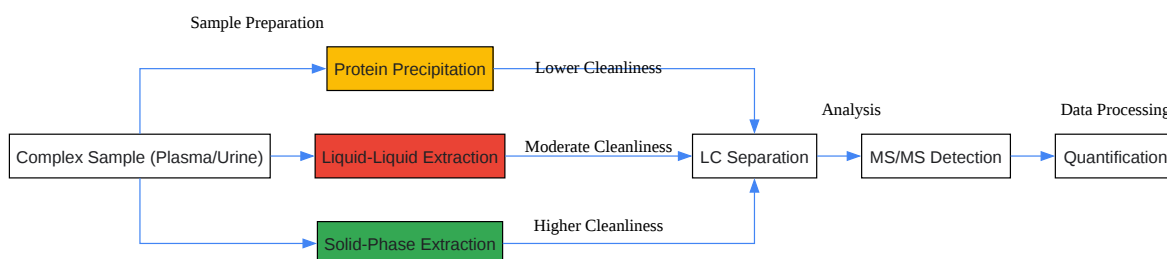 Sample Preparation
Protein Precipitation
Lower Cleanliness
Analysis
Data Processing
Complex Sample (Plasma/Urine)
Liquid-Liquid Extraction
Moderate Cleanliness
LC Separation
MS/MS Detection
Quantification
Solid-Phase Extraction
Higher Cleanliness